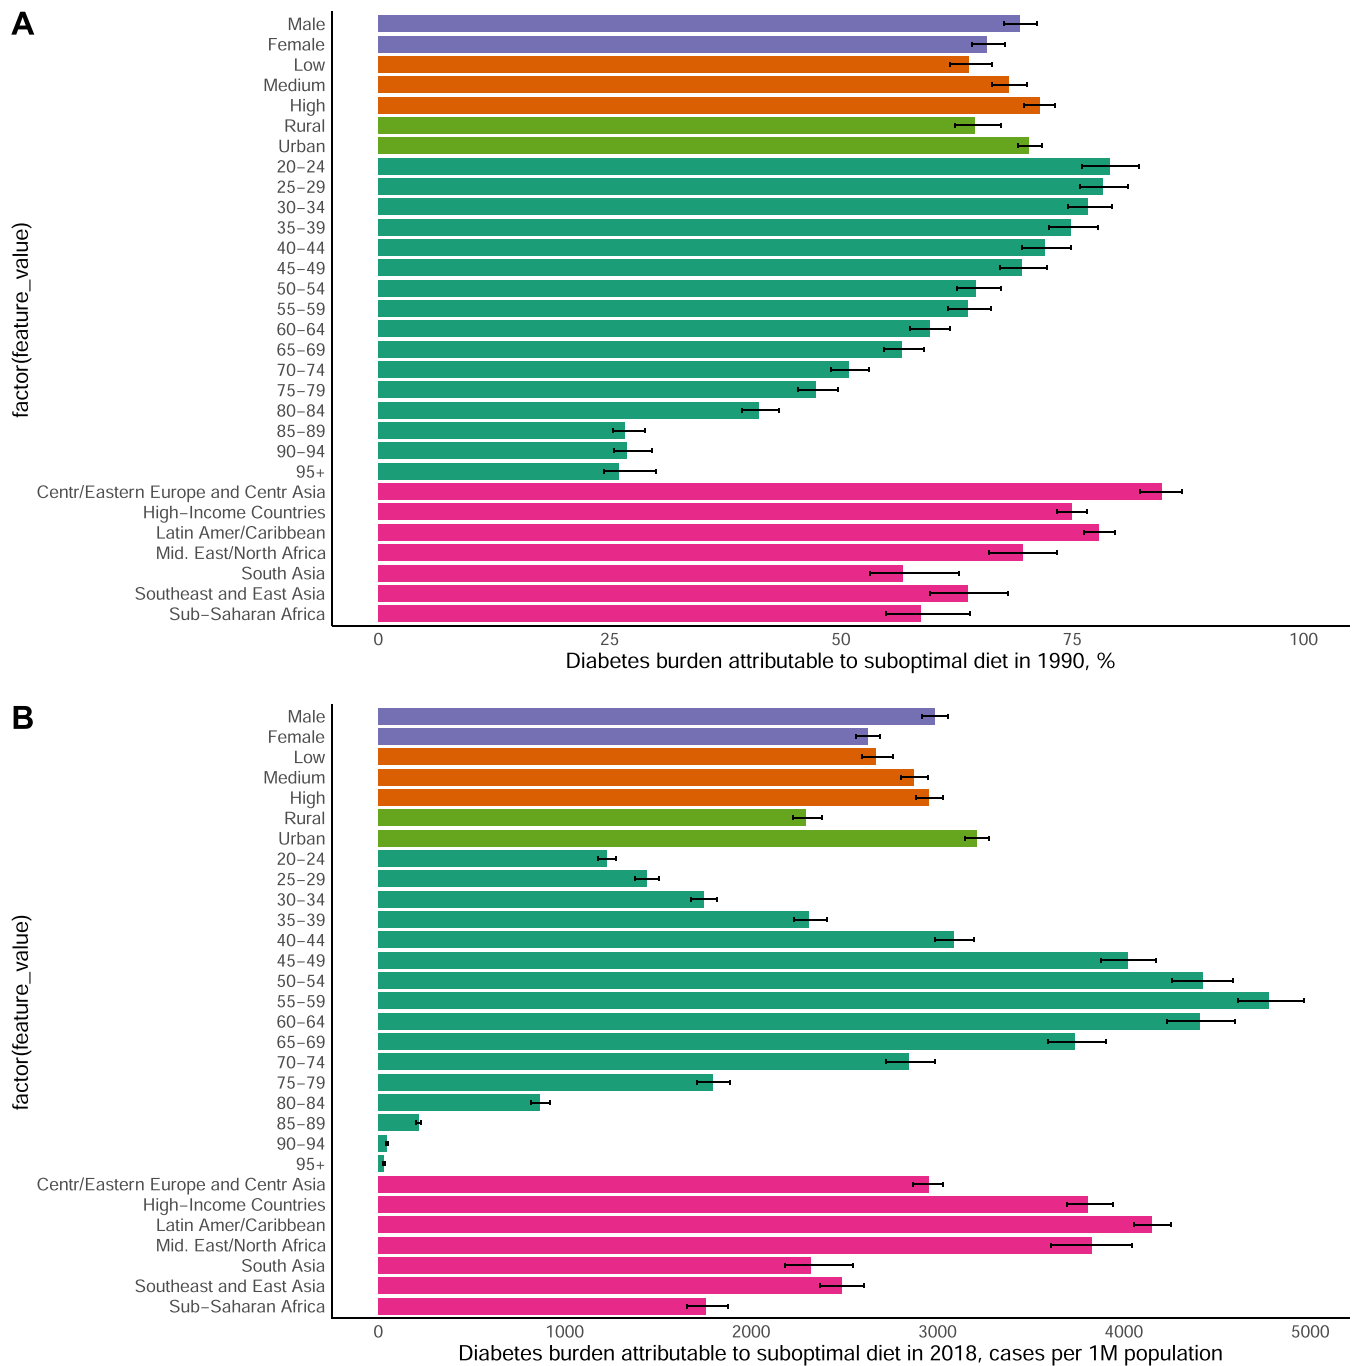 A
Male
Female
Low
Medium
High
Rural
Urban
20−24
25−29
30−34
35−39
40−44
45−49
50−54
55−59
60−64
65−69
70−74
75−79
80−84
85−89
90−94
95+
Centr/Eastern Europe and Centr Asia
High−Income Countries
Latin Amer/Caribbean
Mid. East/North Africa
South Asia
Southeast and East Asia
Sub−Saharan Africa
factor(feature_value)
0 25 50 75 100
Diabetes burden attributable to suboptimal diet in 1990, %
B
Male
Female
Low
Medium
High
Rural
Urban
20−24
25−29
30−34
35−39
40−44
45−49
50−54
55−59
60−64
65−69
70−74
75−79
80−84
85−89
90−94
95+
Centr/Eastern Europe and Centr Asia
High−Income Countries
Latin Amer/Caribbean
Mid. East/North Africa
South Asia
Southeast and East Asia
Sub−Saharan Africa
factor(feature_value)
0 1000 2000 3000 4000 5000
Diabetes burden attributable to suboptimal diet in 2018, cases per 1M population